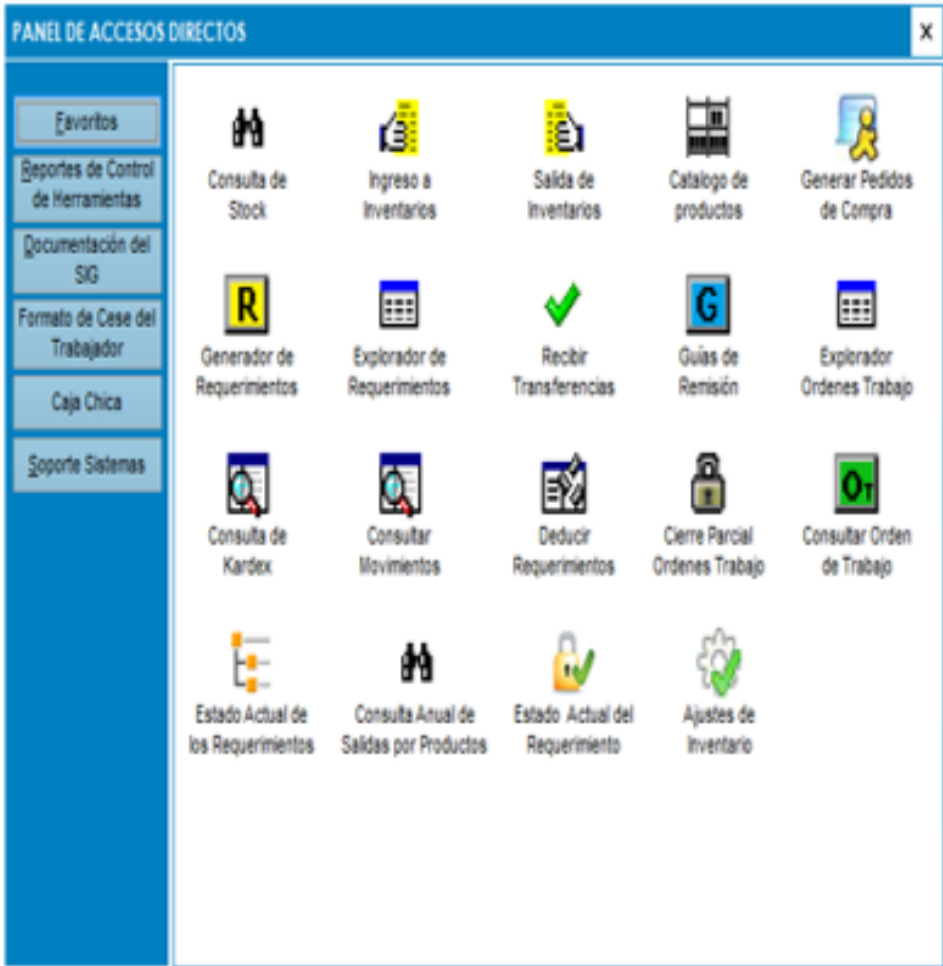 PANEL DE ACCESOS DIRECTOS
x
Favoritos
Reportes de Control
de Herramientas
Documentación del
SIG
Formato de Cese del
Trabajador
Caja Chica
Soporte Sistemas
Consulta de
Stock
Ingreso a
Inventarios
Salida de
Inventarios
Catalogo de
productos
Generar Pedidos
de Compra
R
Generador de
Requerimientos
Explorador de
Requerimientos
Recibir
Transferencias
G
Guías de
Remisión
Explorador
Ordenes Trabajo
Consulta de
Kardex
Consultar
Movimientos
Deducir
Requerimientos
Cierre Parcial
Ordenes Trabajo
OT
Consultar Orden
de Trabajo
Estado Actual de
los Requerimientos
Consulta Anual de
Salidas por Productos
Estado Actual del
Requerimiento
Ajustes de
Inventario